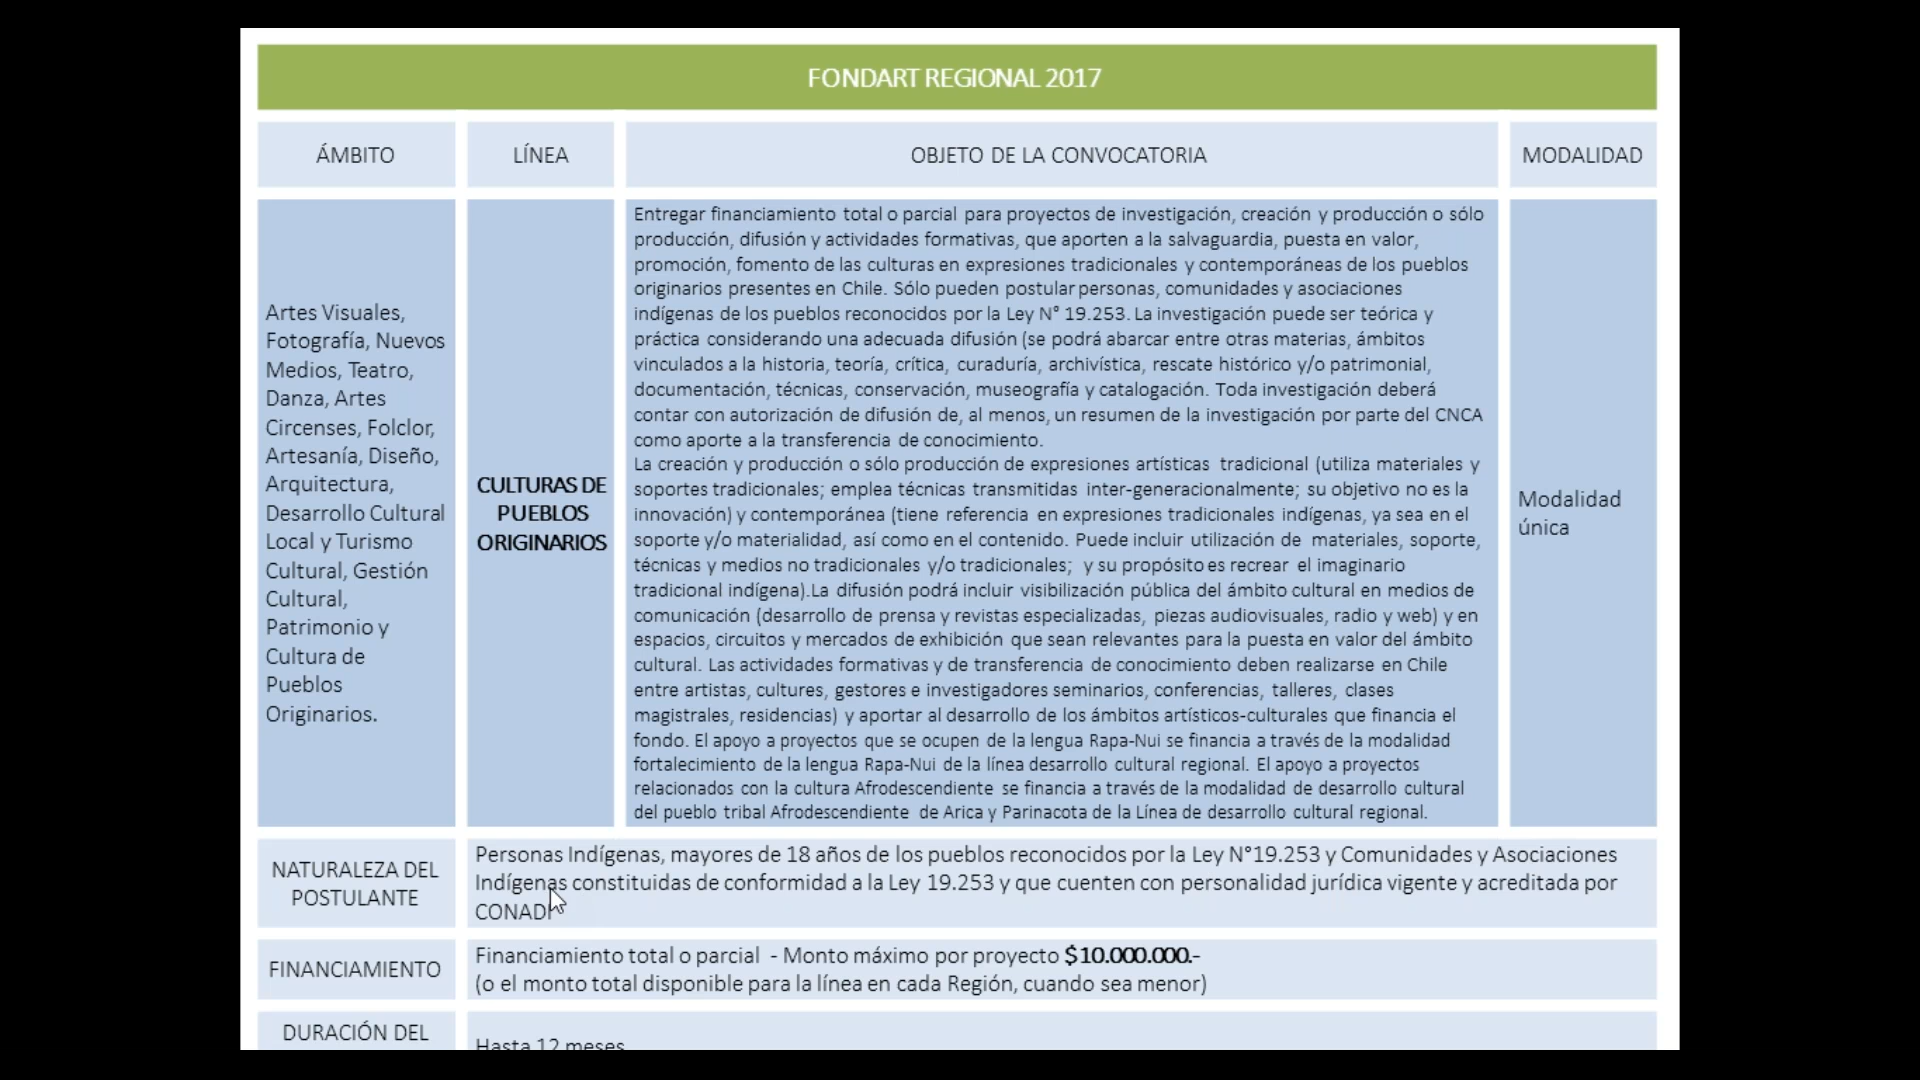 FONDART REGIONAL 2017
ÁMBITO
LÍNEA
OBJETO DE LA CONVOCATORIA
MODALIDAD
Artes Visuales,
Fotografía, Nuevos
Medios, Teatro,
Danza, Artes
Circenses, Folclor,
Artesanía, Diseño,
Arquitectura,
Desarrollo Cultural
Local y Turismo
Cultural, Gestión
Cultural,
Patrimonio y
Cultura de
Pueblos
Originarios.
CULTURAS DE
PUEBLOS
ORIGINARIOS
Entregar financiamiento total o parcial para proyectos de investigación, creación y producción o sólo
producción, difusión y actividades formativas, que aporten a la salvaguardia, puesta en valor,
promoción, fomento de las culturas en expresiones tradicionales y contemporáneas de los pueblos
originarios presentes en Chile. Sólo pueden postular personas, comunidades y asociaciones
indígenas de los pueblos reconocidos por la Ley N° 19.253. La investigación puede ser teórica y
práctica considerando una adecuada difusión (se podrá abarcar entre otras materias, ámbitos
vinculados a la historia, teoría, crítica, curaduría, archivística, rescate histórico y/o patrimonial,
documentación, técnicas, conservación, museografía y catalogación. Toda investigación deberá
contar con autorización de difusión de, al menos, un resumen de la investigación por parte del CNCA
como aporte a la transferencia de conocimiento.
La creación y producción o sólo producción de expresiones artísticas tradicional (utiliza materiales y
soportes tradicionales; emplea técnicas transmitidas inter-generacionalmente; su objetivo no es la
innovación) y contemporánea (tiene referencia en expresiones tradicionales indígenas, ya sea en el
soporte y/o materialidad, así como en el contenido. Puede incluir utilización de materiales, soporte,
técnicas y medios no tradicionales y/o tradicionales; y su propósito es recrear el imaginario
tradicional indígena).La difusión podrá incluir visibilización pública del ámbito cultural en medios de
comunicación (desarrollo de prensa y revistas especializadas, piezas audiovisuales, radio y web) y en
espacios, circuitos y mercados de exhibición que sean relevantes para la puesta en valor del ámbito
cultural. Las actividades formativas y de transferencia de conocimiento deben realizarse en Chile
entre artistas, cultures, gestores e investigadores seminarios, conferencias, talleres, clases
magistrales, residencias) y aportar al desarrollo de los ámbitos artísticos-culturales que financia el
fondo. El apoyo a proyectos que se ocupen de la lengua Rapa-Nui se financia a través de la modalidad
fortalecimiento de la lengua Rapa-Nui de la línea desarrollo cultural regional. El apoyo a proyectos
relacionados con la cultura Afrodescendiente se financia a través de la modalidad de desarrollo cultural
del pueblo tribal Afrodescendiente de Arica y Parinacota de la Línea de desarrollo cultural regional.
Modalidad
única
NATURALEZA DEL
POSTULANTE
Personas Indígenas, mayores de 18 años de los pueblos reconocidos por la Ley N°19.253 y Comunidades y Asociaciones
Indígenas constituidas de conformidad a la Ley 19.253 y que cuenten con personalidad jurídica vigente y acreditada por
CONADI
FINANCIAMIENTO
Financiamiento total o parcial - Monto máximo por proyecto $10.000.000.-
(o el monto total disponible para la línea en cada Región, cuando sea menor)
DURACIÓN DEL
Hasta 12 meses